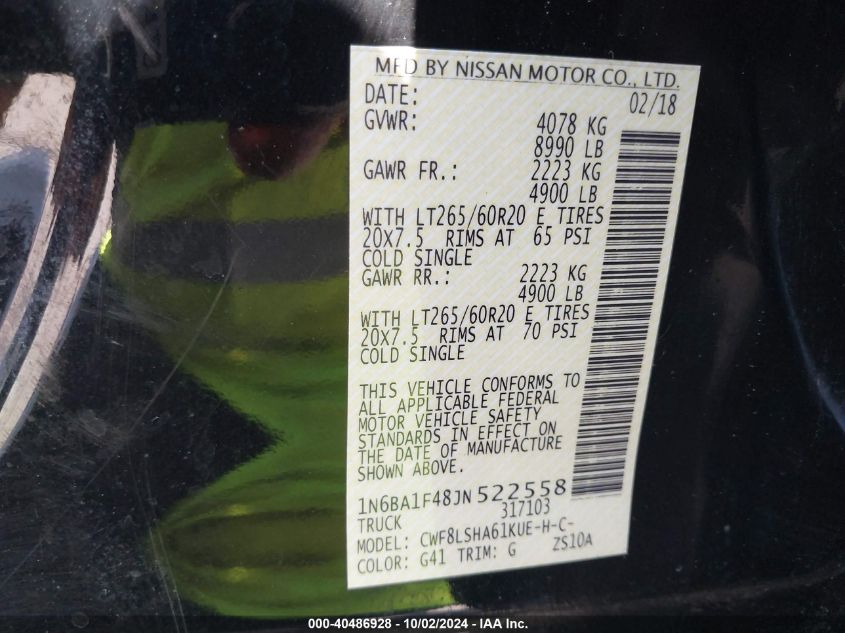 MFD BY NISSAN MOTOR CO., LTD.
DATE: 02/18
GVWR: 4078 KG
8990 LB
GAWR FR.: 2223 KG
4900 LB
WITH LT265/60R20 E TIRES
20X7.5 RIMS AT 65 PSI
COLD SINGLE
GAWR RR.: 2223 KG
4900 LB
WITH LT265/60R20 E TIRES
20X7.5 RIMS AT 70 PSI
COLD SINGLE
THIS VEHICLE CONFORMS TO
ALL APPLICABLE FEDERAL
MOTOR VEHICLE SAFETY
STANDARDS IN EFFECT ON
THE DATE OF MANUFACTURE
SHOWN ABOVE.
1N6BA1F48JN522558
TRUCK 317103
MODEL: CWF8LSHA61KUE-H-C-
COLOR: G41 TRIM: G ZS10A
000-40486928 - 10/02/2024 - IAA Inc.